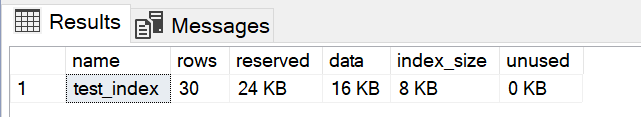 Results Messages
name rows reserved data index_size unused
1 test_index 30 24 KB 16 KB 8 KB 0 KB